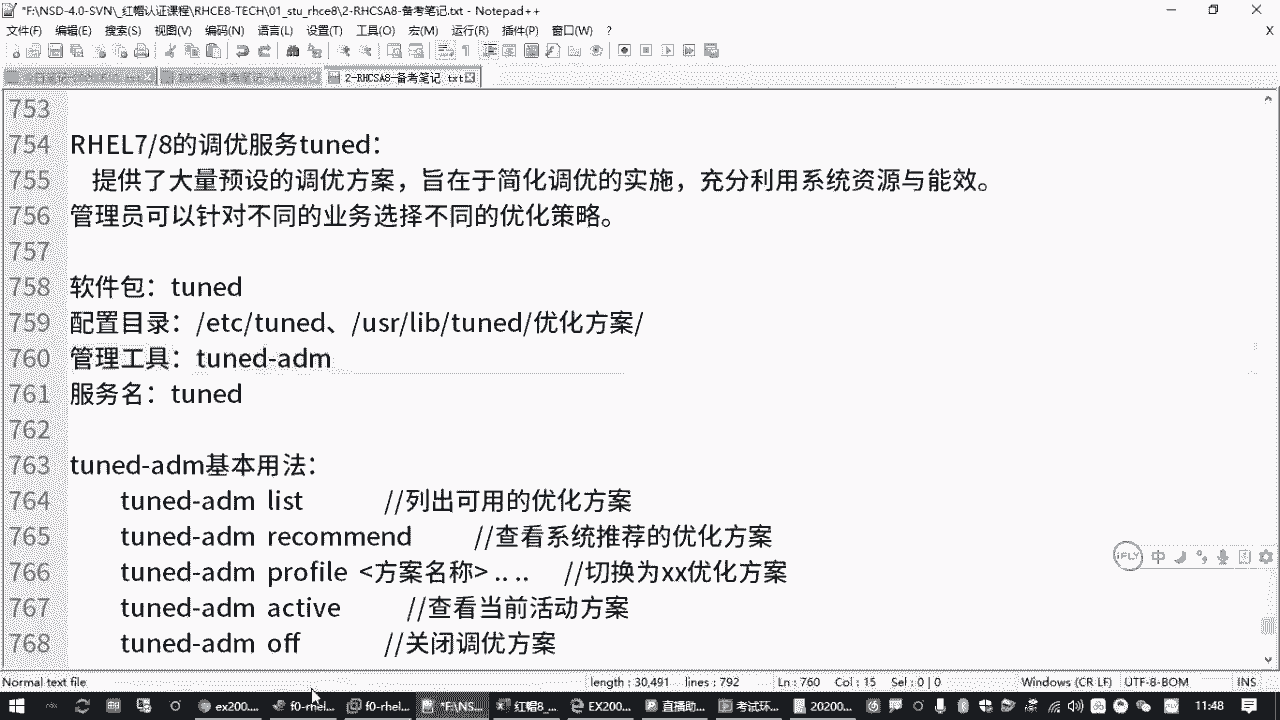 *F:\NSD-4.0-SVN\_红帽认证课程\RHCE8-TECH\01_stu_rhce8\2-RHCSA8-备考笔记.txt - Notepad++
文件(F) 编辑(E) 搜索(S) 视图(V) 编码(N) 语言(L) 设置(T) 工具(O) 宏(M) 运行(R) 插件(P) 窗口(W) ? X
2-RHCSA8-备考笔记.txt
753
754 RHEL7/8的调优服务tuned：
755 提供了大量预设的调优方案，旨在于简化调优的实施，充分利用系统资源与能效。
756 管理员可以针对不同的业务选择不同的优化策略。
757
758 软件包：tuned
759 配置目录：/etc/tuned、/usr/lib/tuned/优化方案/
760 管理工具：tuned-adm
761 服务名：tuned
762
763 tuned-adm基本用法：
764 tuned-adm list //列出可用的优化方案
765 tuned-adm recommend //查看系统推荐的优化方案
766 tuned-adm profile <方案名称> .. .. //切换为xx优化方案
767 tuned-adm active //查看当前活动方案
768 tuned-adm off //关闭调优方案
iFLY 中
Normal text file length : 30,491 lines : 792 Ln : 760 Col : 15 Sel : 0 | 0 Windows (CR LF) UTF-8-BOM INS
ex200... f0-rhel... f0-rhel... *F:\NS... 红帽8_... EX200... 直播助... 考试环... 20200... 11:48